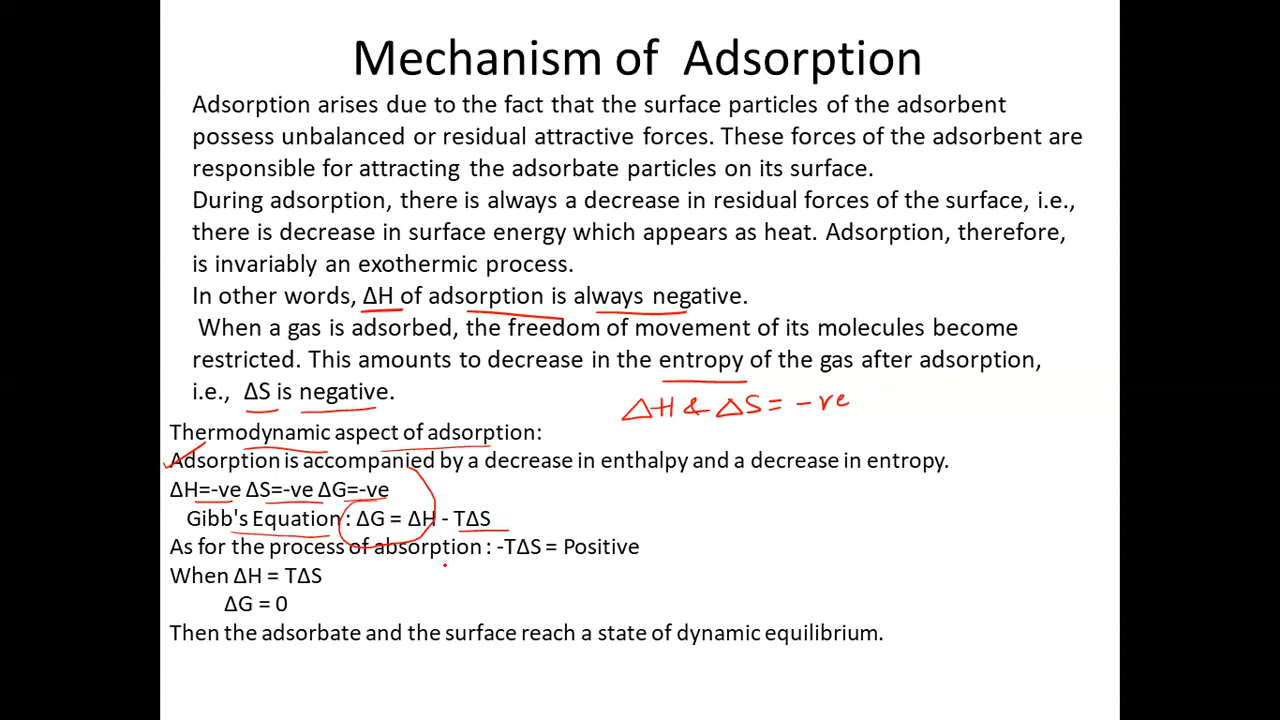 Mechanism of Adsorption
Adsorption arises due to the fact that the surface particles of the adsorbent
possess unbalanced or residual attractive forces. These forces of the adsorbent are
responsible for attracting the adsorbate particles on its surface.
During adsorption, there is always a decrease in residual forces of the surface, i.e.,
there is decrease in surface energy which appears as heat. Adsorption, therefore,
is invariably an exothermic process.
In other words, ΔH of adsorption is always negative.
When a gas is adsorbed, the freedom of movement of its molecules become
restricted. This amounts to decrease in the entropy of the gas after adsorption,
i.e., ΔS is negative.
ΔH & ΔS = -ve
Thermodynamic aspect of adsorption:
Adsorption is accompanied by a decrease in enthalpy and a decrease in entropy.
ΔH=-ve ΔS=-ve ΔG=-ve
Gibb's Equation : ΔG = ΔH - TΔS
As for the process of absorption : -TΔS = Positive
When ΔH = TΔS
ΔG = 0
Then the adsorbate and the surface reach a state of dynamic equilibrium.